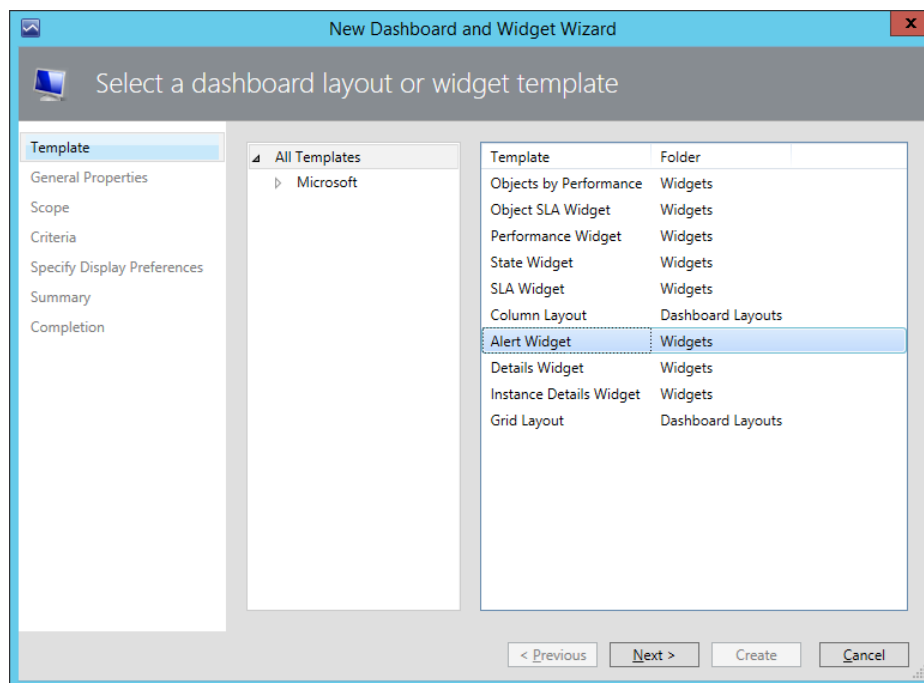 New Dashboard and Widget Wizard
x
Select a dashboard layout or widget template
Template
General Properties
Scope
Criteria
Specify Display Preferences
Summary
Completion
All Templates
Microsoft
Template Folder
Objects by Performance Widgets
Object SLA Widget Widgets
Performance Widget Widgets
State Widget Widgets
SLA Widget Widgets
Column Layout Dashboard Layouts
Alert Widget Widgets
Details Widget Widgets
Instance Details Widget Widgets
Grid Layout Dashboard Layouts
< Previous Next > Create Cancel